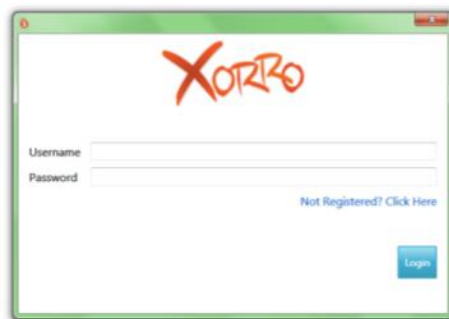 XORRO
Username
Password
Not Registered? Click Here
Login